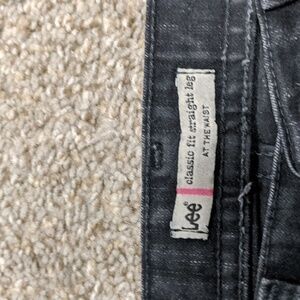 Lee® classic fit straight leg
AT THE WAIST